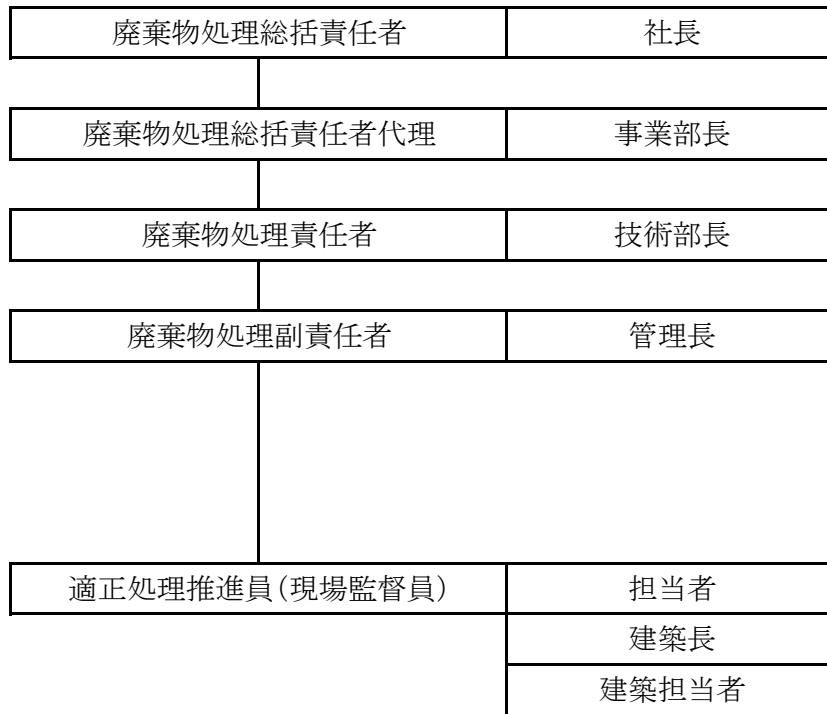 廃棄物処理総括責任者 社長
廃棄物処理総括責任者代理 事業部長
廃棄物処理責任者 技術部長
廃棄物処理副責任者 管理長
適正処理推進員(現場監督員) 担当者
建築長
建築担当者